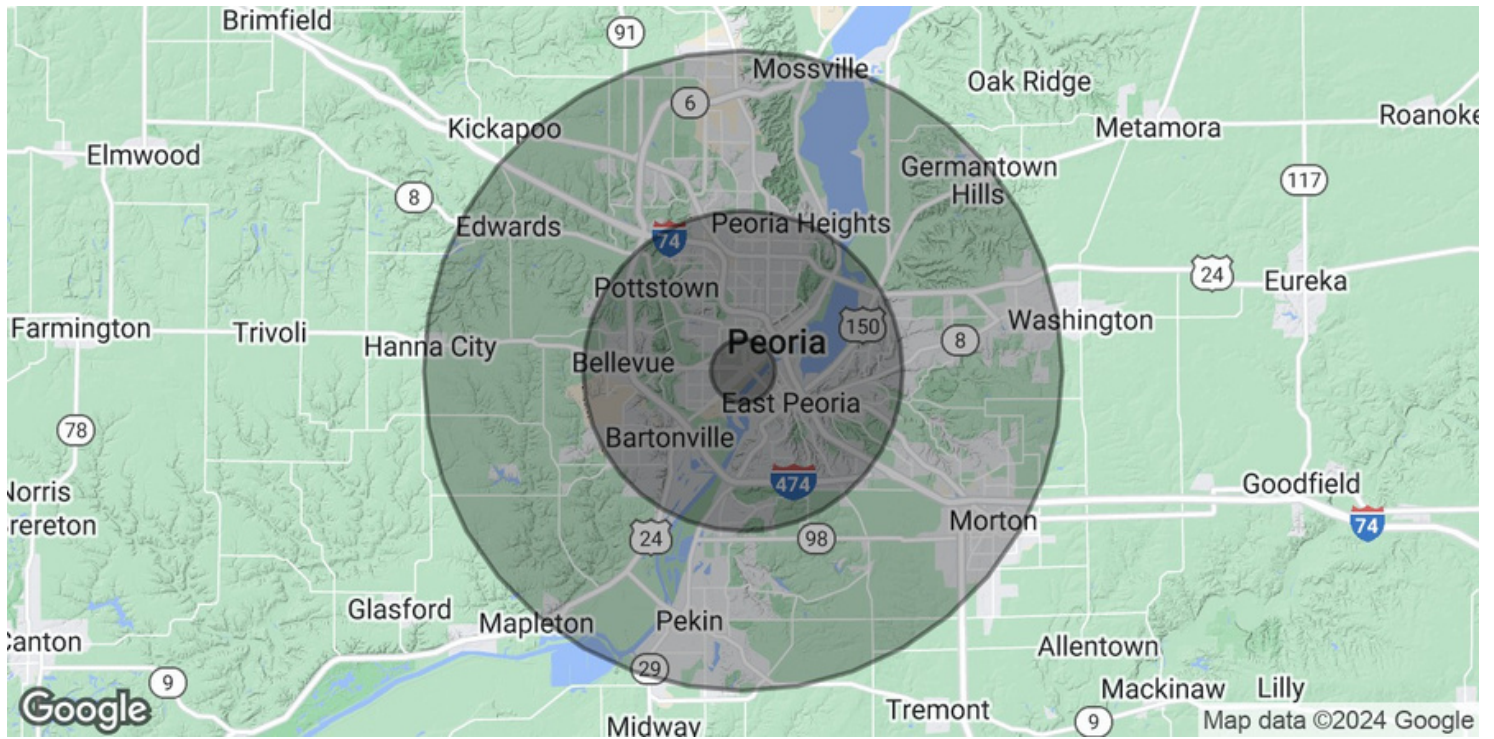 Brimfield
91
Mossville
Oak Ridge
6
Roanoke
Kickapoo
Metamora
Elmwood
Germantown
Hills
117
8
Edwards
Peoria Heights
74
24
Eureka
Pottstown
Farmington
Trivoli
150
Washington
Hanna City
Peoria
8
Bellevue
East Peoria
78
Bartonville
474
Goodfield
Norris
Brereton
Morton
74
24
98
Glasford
Mapleton
Pekin
Canton
Allentown
29
9
Mackinaw
Lilly
Google
Tremont
9
Map data ©2024 Google
Midway